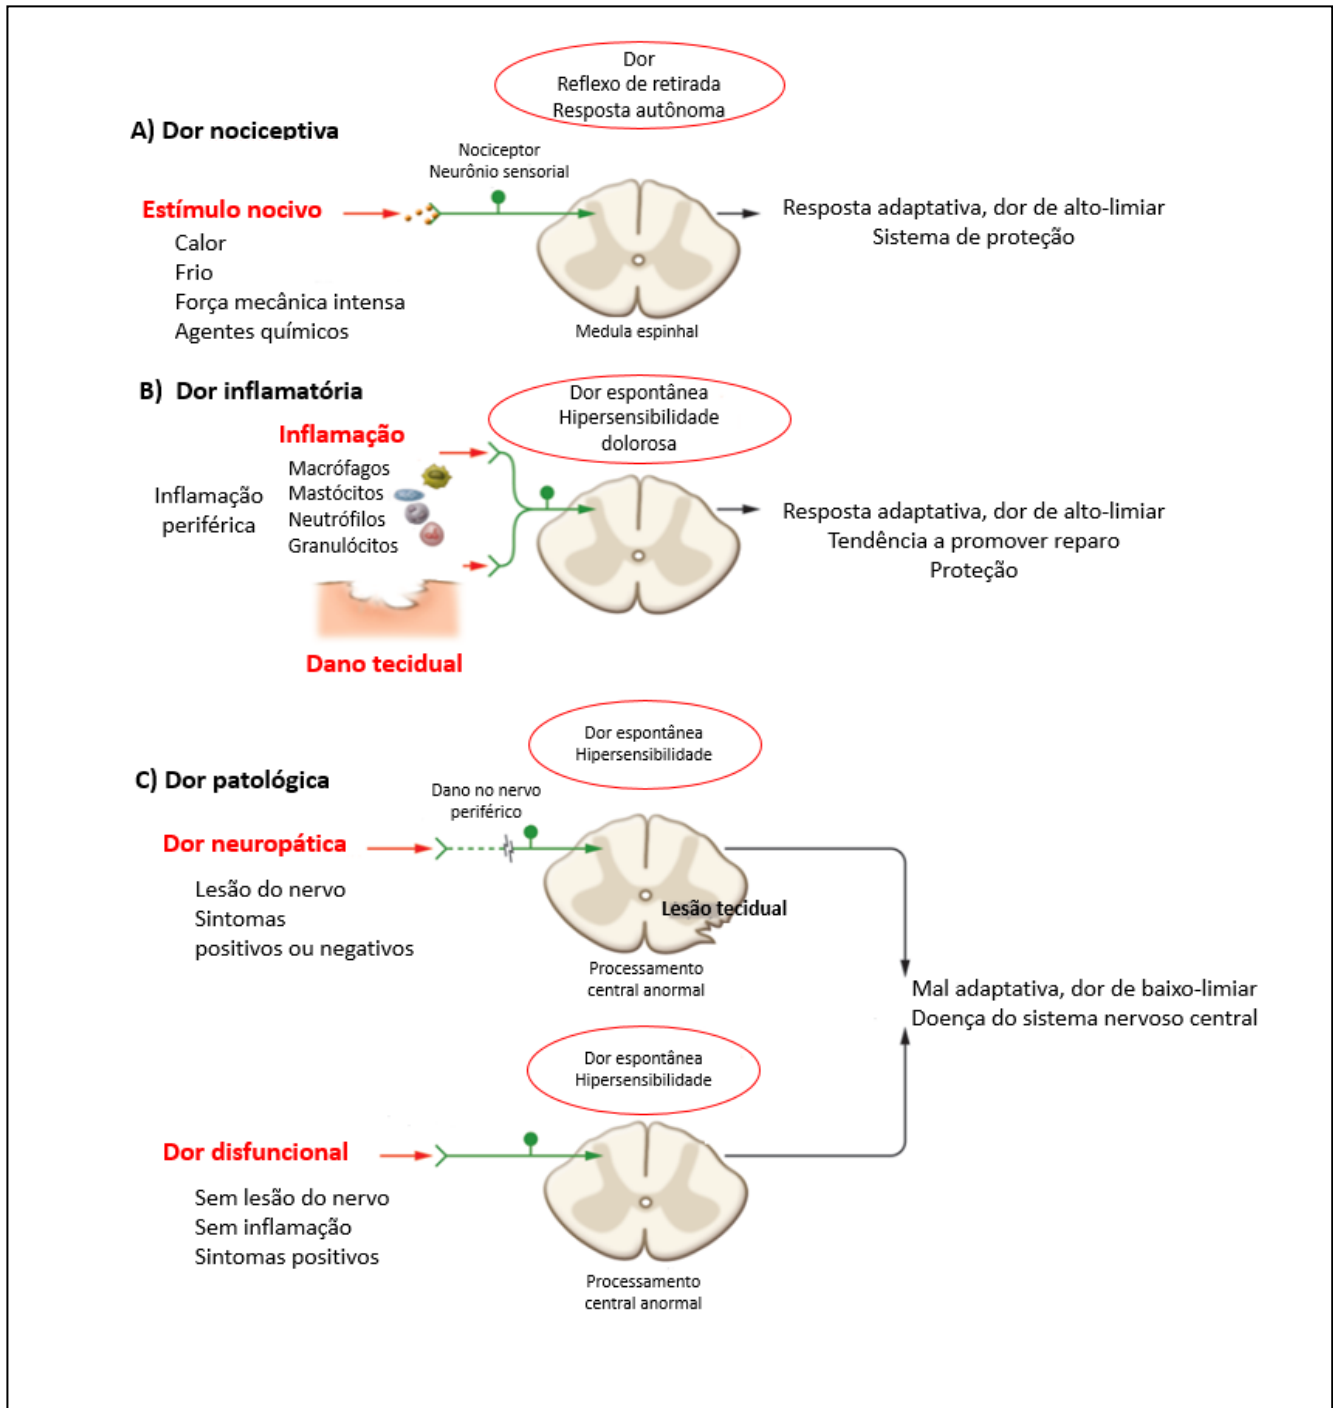 Dor
Reflexo de retirada
Resposta autônoma
A) Dor nociceptiva
Nociceptor
Neurônio sensorial
Estímulo nocivo
Calor
Frio
Força mecânica intensa
Agentes químicos
Medula espinhal
Resposta adaptativa, dor de alto-limiar
Sistema de proteção
B) Dor inflamatória
Dor espontânea
Hipersensibilidade
dolorosa
Inflamação
Macrófagos
Mastócitos
Neutrófilos
Granulócitos
Inflamação
periférica
Dano tecidual
Resposta adaptativa, dor de alto-limiar
Tendência a promover reparo
Proteção
Dor espontânea
Hipersensibilidade
C) Dor patológica
Dano no nervo
periférico
Dor neuropática
Lesão do nervo
Sintomas
positivos ou negativos
Lesão tecidual
Processamento
central anormal
Mal adaptativa, dor de baixo-limiar
Doença do sistema nervoso central
Dor espontânea
Hipersensibilidade
Dor disfuncional
Sem lesão do nervo
Sem inflamação
Sintomas positivos
Processamento
central anormal